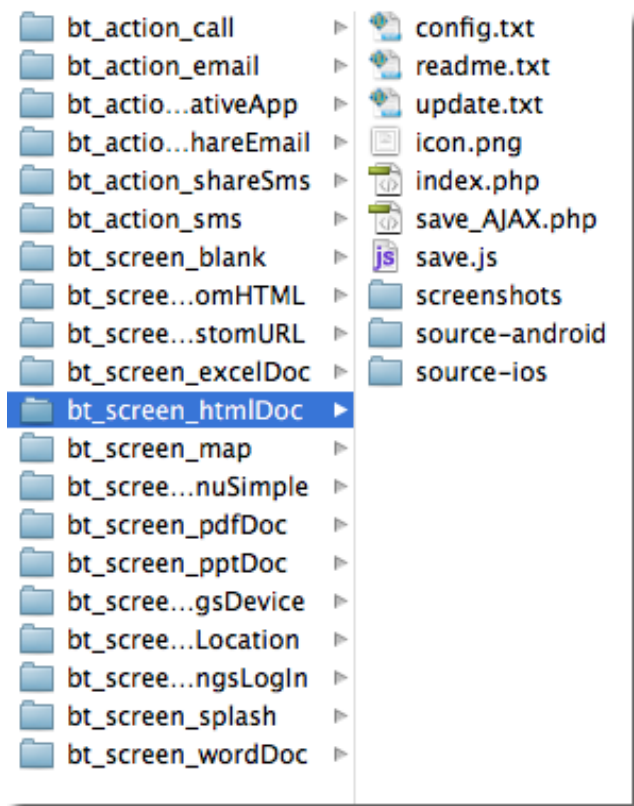 bt_action_call
bt_action_email
bt_actio...ativeApp
bt_actio...hareEmail
bt_action_shareSms
bt_action_sms
bt_screen_blank
bt_scree...omHTML
bt_scree...stomURL
bt_screen_excelDoc
bt_screen_htmlDoc
bt_screen_map
bt_scree...nuSimple
bt_screen_pdfDoc
bt_screen_pptDoc
bt_scree...gsDevice
bt_scree...Location
bt_scree...ngsLogIn
bt_screen_splash
bt_screen_wordDoc
config.txt
readme.txt
update.txt
icon.png
index.php
save_AJAX.php
js save.js
screenshots
source-android
source-ios